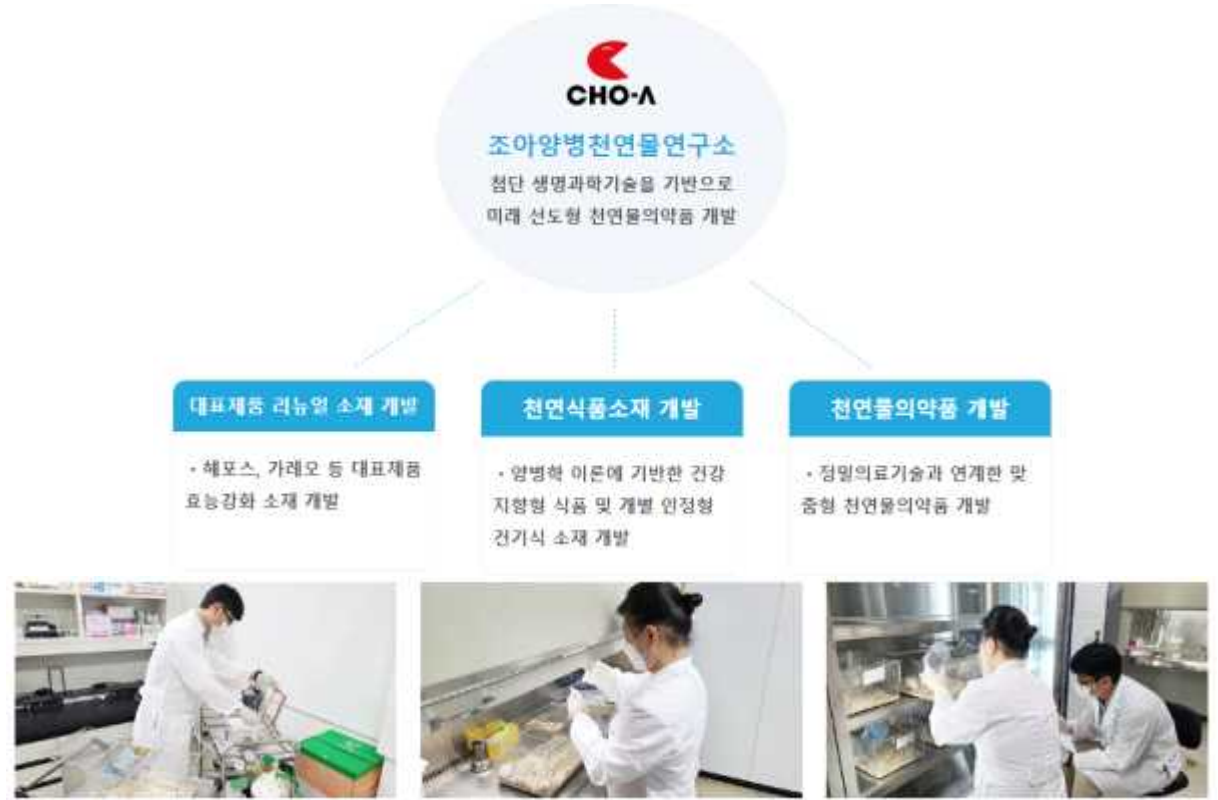 CHO-A
조아양병천연물연구소
첨단 생명과학기술을 기반으로
미래 선도형 천연물의약품 개발
대표제품 리뉴얼 소재 개발
· 헤포스, 가레오 등 대표제품
효능강화 소재 개발
천연식품소재 개발
· 양병학 이론에 기반한 건강
지향형 식품 및 개별 인정형
건기식 소재 개발
천연물의약품 개발
· 정밀의료기술과 연계한 맞
춤형 천연물의약품 개발